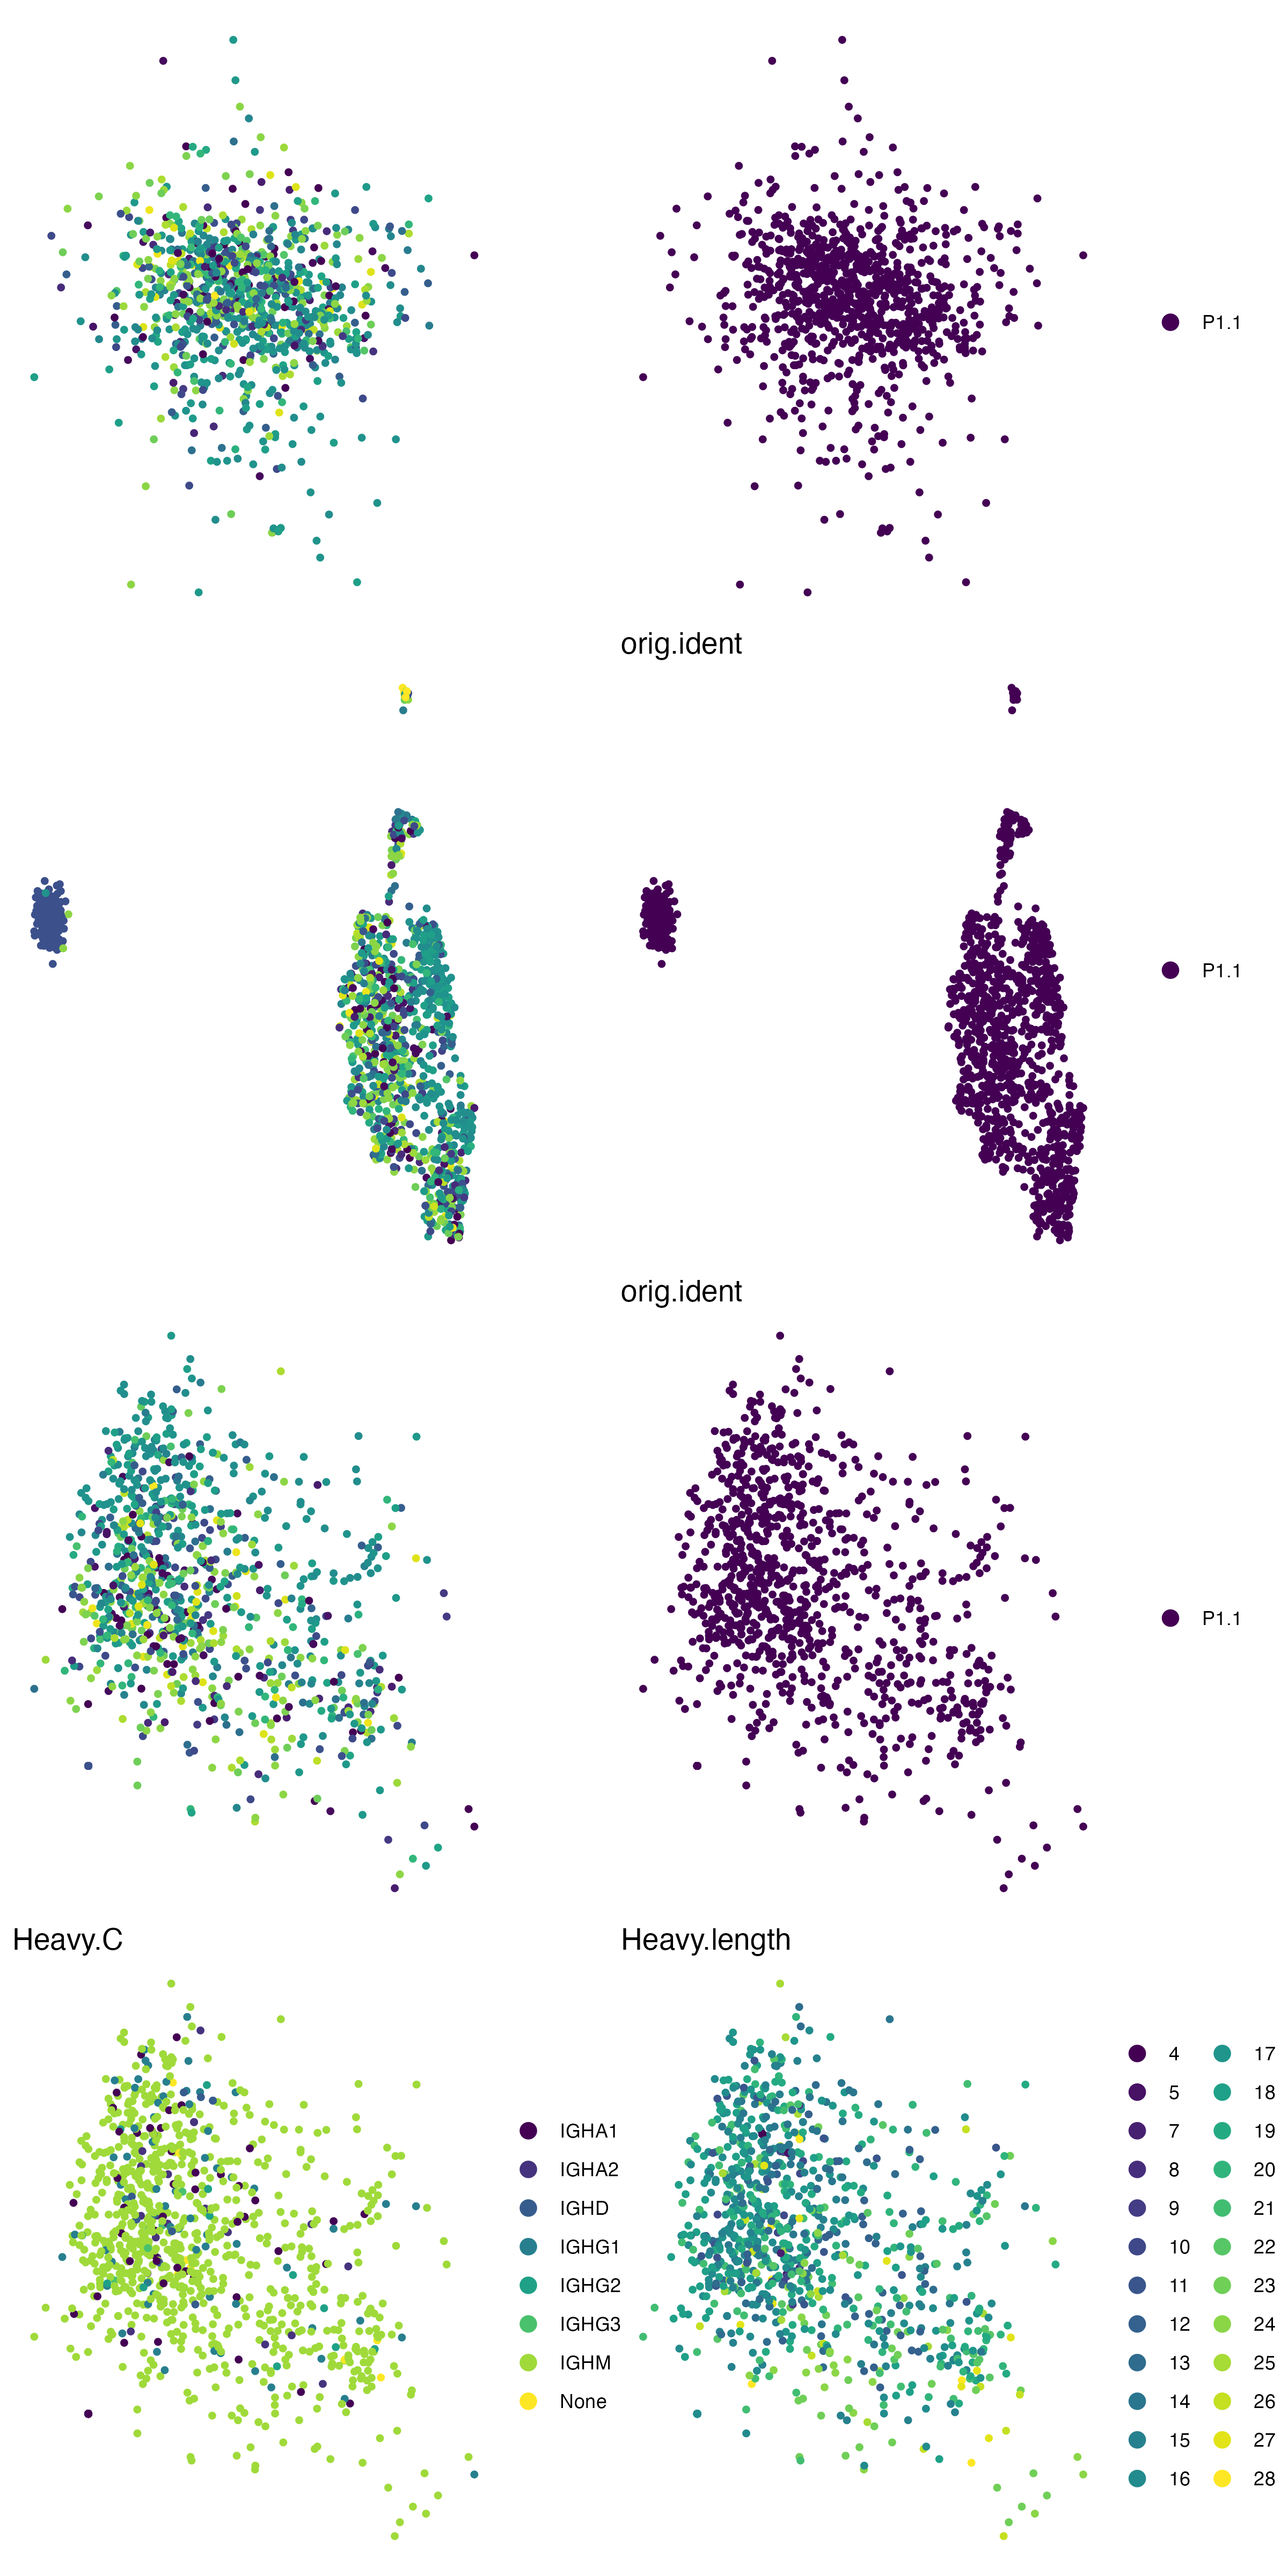 P1.1
orig.ident
P1.1
orig.ident
P1.1
Heavy.C
IGHA1
IGHA2
IGHD
IGHG1
IGHG2
IGHG3
IGHM
None
Heavy.length
4 17
5 18
7 19
8 20
9 21
10 22
11 23
12 24
13 25
14 26
15 27
16 28